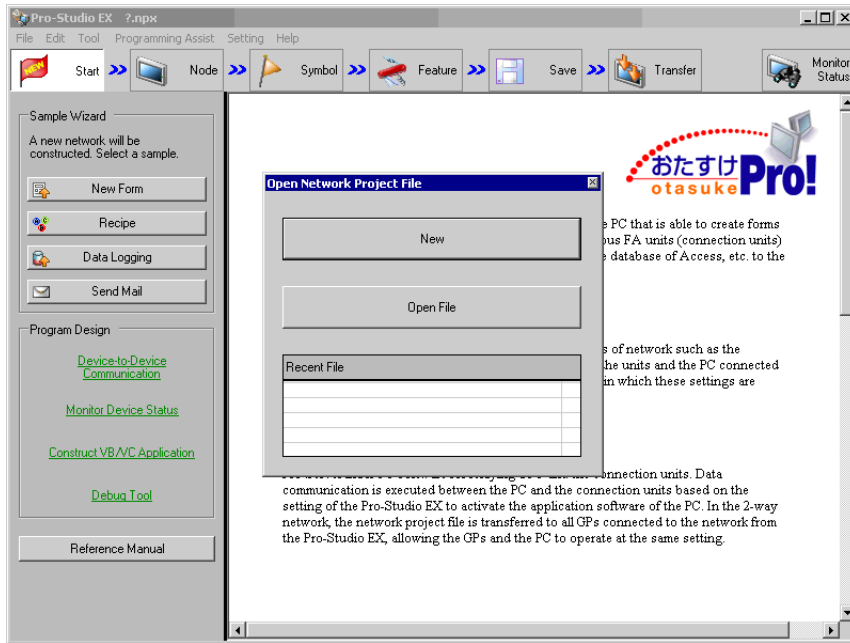 Pro-Studio EX ?.npx
File Edit Tool Programming Assist Setting Help
Start Node Symbol Feature Save Transfer Monitor Status
Sample Wizard
A new network will be
constructed. Select a sample.
New Form
Recipe
Data Logging
Send Mail
Program Design
Device-to-Device
Communication
Monitor Device Status
Construct VB/VC Application
Debug Tool
Reference Manual
おたすけPro!
otasuke
Open Network Project File
New
Open File
Recent File
PC that is able to create forms
FA units (connection units)
database of Access, etc. to the
of network such as the
the units and the PC connected
in which these settings are
connection units. Data
communication is executed between the PC and the connection units based on the
setting of the Pro-Studio EX to activate the application software of the PC. In the 2-way
network, the network project file is transferred to all GPs connected to the network from
the Pro-Studio EX, allowing the GPs and the PC to operate at the same setting.